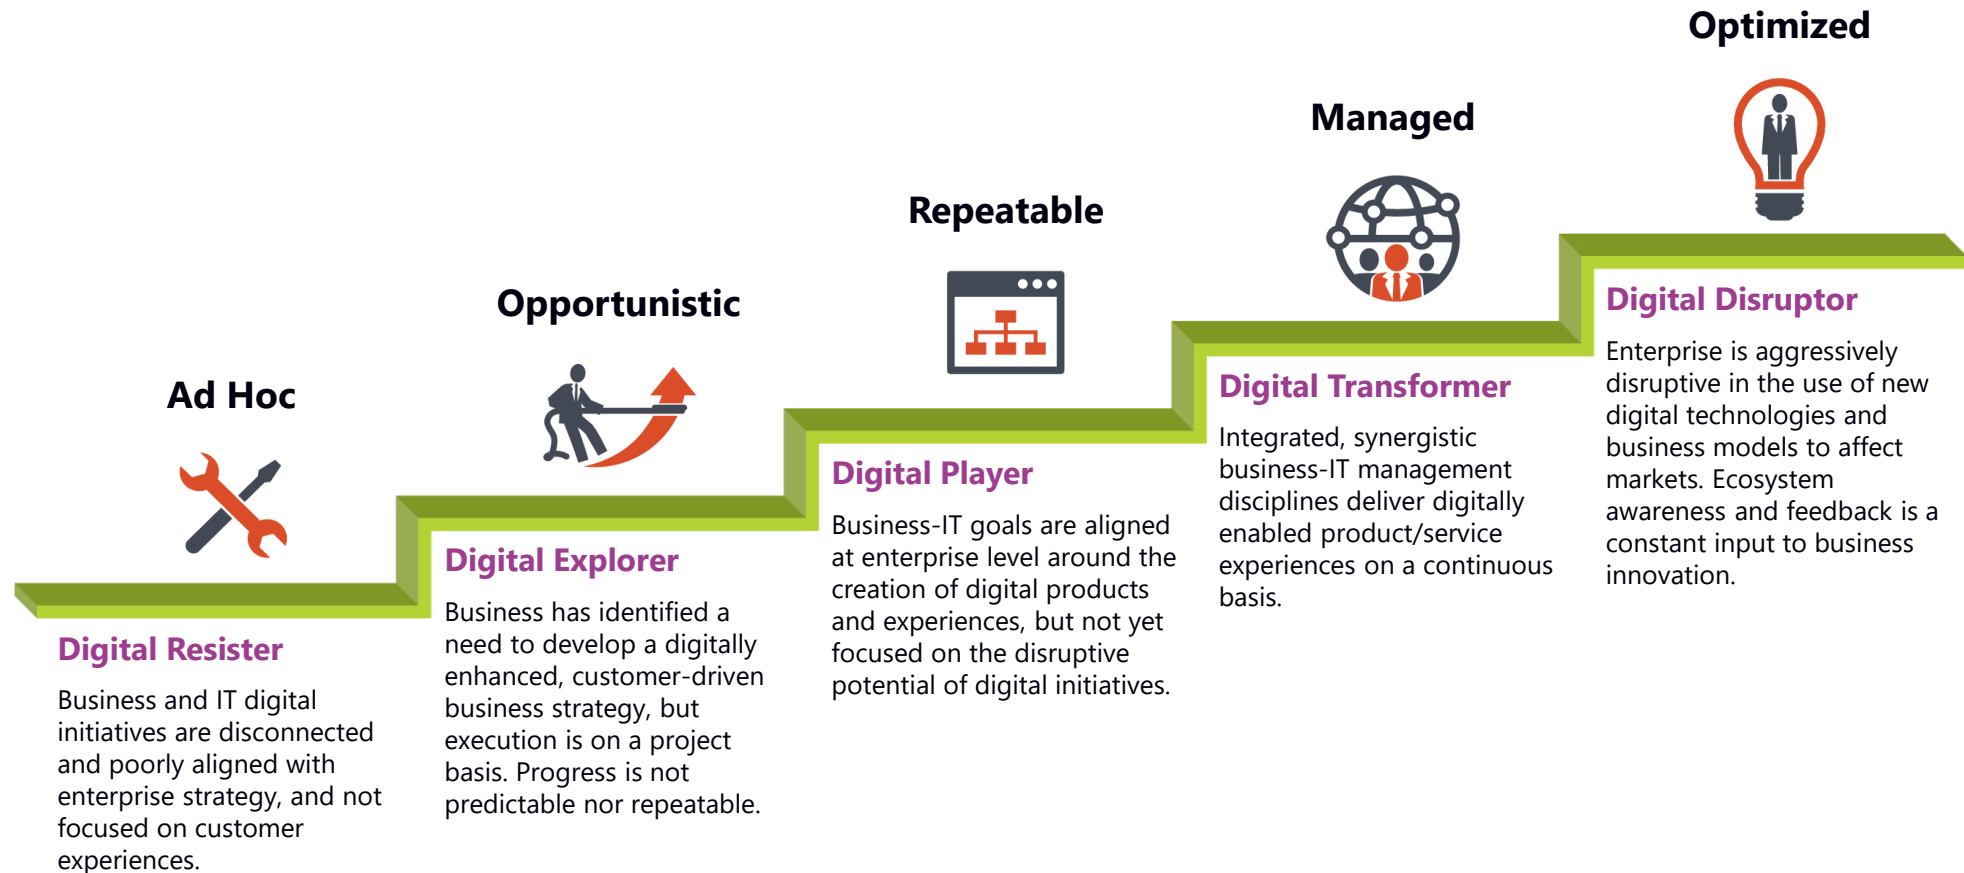 Ad Hoc
Digital Resister
Business and IT digital
initiatives are disconnected
and poorly aligned with
enterprise strategy, and not
focused on customer
experiences.
Opportunistic
Digital Explorer
Business has identified a
need to develop a digitally
enhanced, customer-driven
business strategy, but
execution is on a project
basis. Progress is not
predictable nor repeatable.
Repeatable
Digital Player
Business-IT goals are aligned
at enterprise level around the
creation of digital products
and experiences, but not yet
focused on the disruptive
potential of digital initiatives.
Managed
Digital Transformer
Integrated, synergistic
business-IT management
disciplines deliver digitally
enabled product/service
experiences on a continuous
basis.
Optimized
Digital Disruptor
Enterprise is aggressively
disruptive in the use of new
digital technologies and
business models to affect
markets. Ecosystem
awareness and feedback is a
constant input to business
innovation.